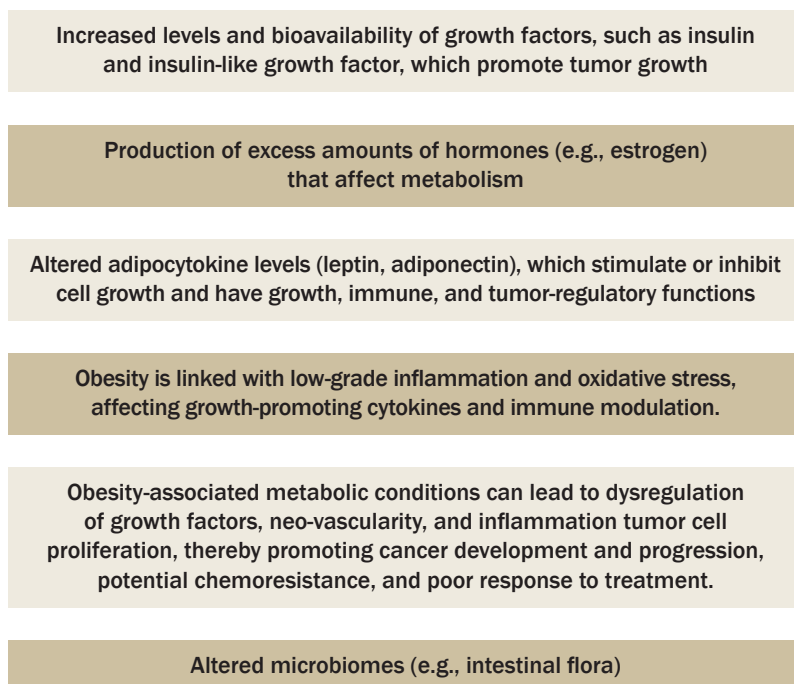 Increased levels and bioavailability of growth factors, such as insulin
and insulin-like growth factor, which promote tumor growth
Production of excess amounts of hormones (e.g., estrogen)
that affect metabolism
Altered adipocytokine levels (leptin, adiponectin), which stimulate or inhibit
cell growth and have growth, immune, and tumor-regulatory functions
Obesity is linked with low-grade inflammation and oxidative stress,
affecting growth-promoting cytokines and immune modulation.
Obesity-associated metabolic conditions can lead to dysregulation
of growth factors, neo-vascularity, and inflammation tumor cell
proliferation, thereby promoting cancer development and progression,
potential chemoresistance, and poor response to treatment.
Altered microbiomes (e.g., intestinal flora)